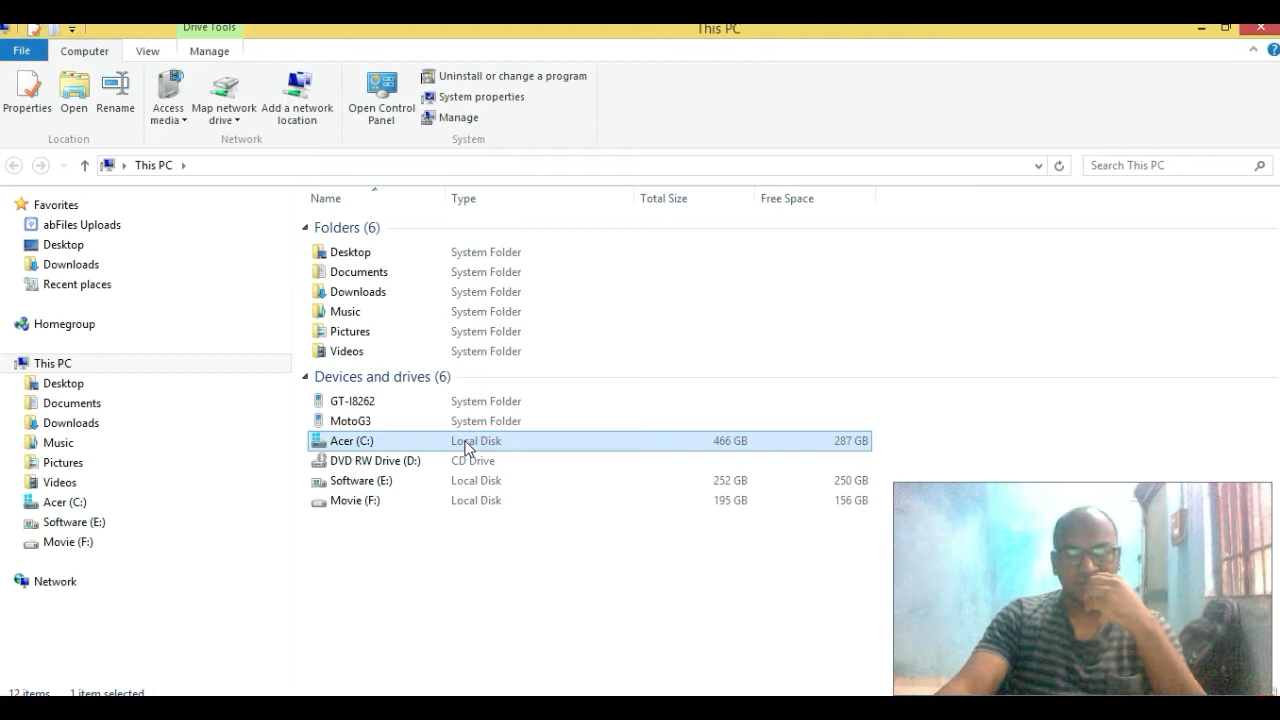 Drive Tools
This PC
File
Computer
View
Manage
Properties
Open
Rename
Access media
Map network drive
Add a network location
Open Control Panel
Uninstall or change a program
System properties
Manage
Location
Network
System
This PC
Search This PC
Name
Type
Total Size
Free Space
Favorites
abFiles Uploads
Desktop
Downloads
Recent places
Homegroup
This PC
Desktop
Documents
Downloads
Music
Pictures
Videos
Acer (C:)
Software (E:)
Movie (F:)
Network
Folders (6)
Desktop System Folder
Documents System Folder
Downloads System Folder
Music System Folder
Pictures System Folder
Videos System Folder
Devices and drives (6)
GT-I8262 System Folder
MotoG3 System Folder
Acer (C:) Local Disk 466 GB 287 GB
DVD RW Drive (D:) CD Drive
Software (E:) Local Disk 252 GB 250 GB
Movie (F:) Local Disk 195 GB 156 GB
12 items 1 item selected